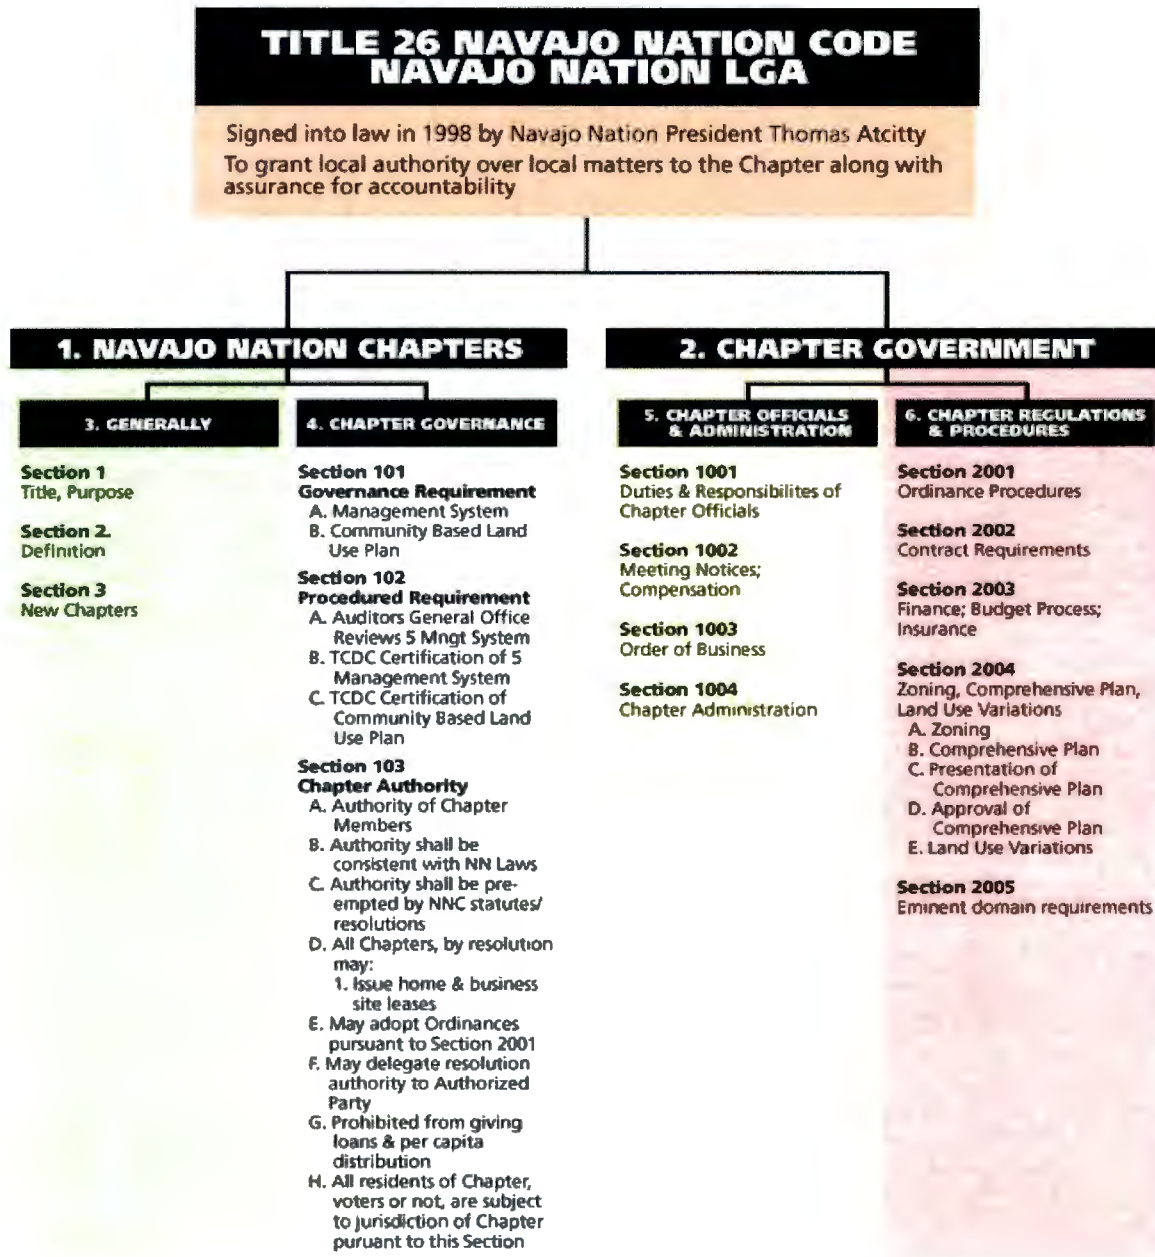 TITLE 26 NAVAJO NATION CODE
NAVAJO NATION LGA
Signed into law in 1998 by Navajo Nation President Thomas Atcitty
To grant local authority over local matters to the Chapter along with
assurance for accountability
1. NAVAJO NATION CHAPTERS
3. GENERALLY
Section 1
Title, Purpose
Section 2.
Definition
Section 3
New Chapters
4. CHAPTER GOVERNANCE
Section 101
Governance Requirement
A. Management System
B. Community Based Land
Use Plan
Section 102
Procedured Requirement
A. Auditors General Office
Reviews 5 Mngt System
B. TCDC Certification of 5
Management System
C. TCDC Certification of
Community Based Land
Use Plan
Section 103
Chapter Authority
A. Authority of Chapter
Members
B. Authority shall be
consistent with NN Laws
C. Authority shall be pre-
empted by NNC statutes/
resolutions
D. All Chapters, by resolution
may:
1. Issue home & business
site leases
E. May adopt Ordinances
pursuant to Section 2001
F. May delegate resolution
authority to Authorized
Party
G. Prohibited from giving
loans & per capita
distribution
H. All residents of Chapter,
voters or not, are subject
to jurisdiction of Chapter
puruant to this Section
2. CHAPTER GOVERNMENT
5. CHAPTER OFFICIALS
& ADMINISTRATION
Section 1001
Duties & Responsibilites of
Chapter Officials
Section 1002
Meeting Notices;
Compensation
Section 1003
Order of Business
Section 1004
Chapter Administration
6. CHAPTER REGULATIONS
& PROCEDURES
Section 2001
Ordinance Procedures
Section 2002
Contract Requirements
Section 2003
Finance; Budget Process;
Insurance
Section 2004
Zoning, Comprehensive Plan,
Land Use Variations
A. Zoning
B. Comprehensive Plan
C. Presentation of
Comprehensive Plan
D. Approval of
Comprehensive Plan
E. Land Use Variations
Section 2005
Eminent domain requirements